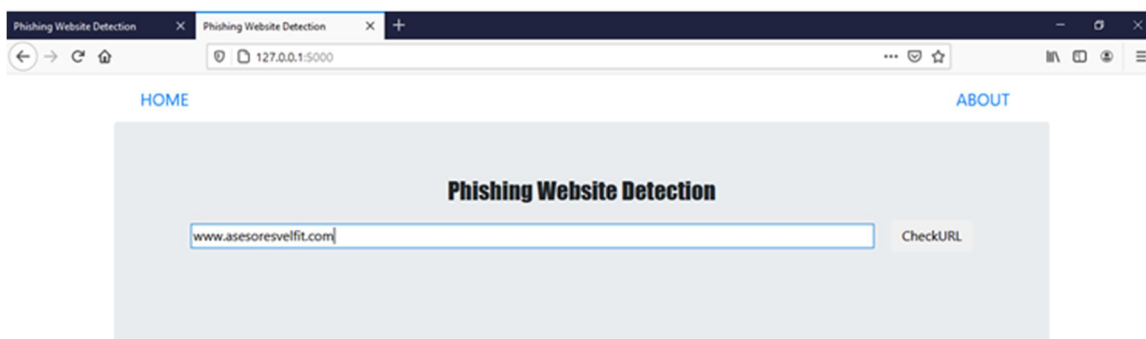 Phishing Website Detection
Phishing Website Detection
127.0.0.1:5000
HOME
ABOUT
Phishing Website Detection
www.asesoresvelfit.com
CheckURL